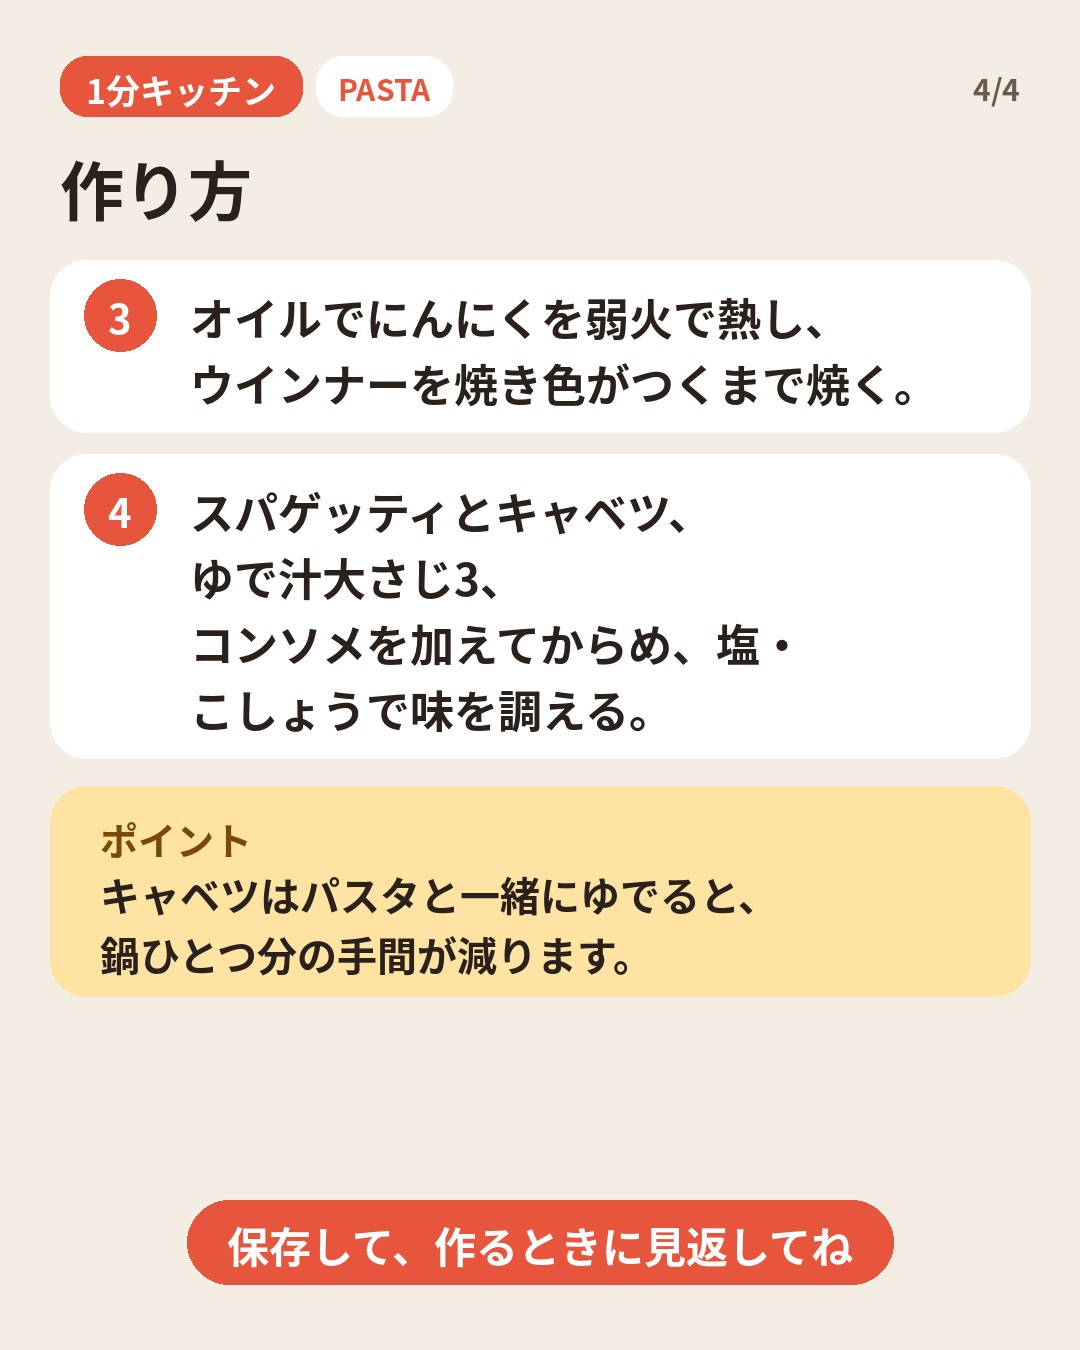 1分キッチン PASTA 4/4
作り方
3 オイルでにんにくを弱火で熱し、
ウインナーを焼き色がつくまで焼く。
4 スパゲッティとキャベツ、
ゆで汁大さじ3、
コンソメを加えてからめ、塩・
こしょうで味を調える。
ポイント
キャベツはパスタと一緒にゆでると、
鍋ひとつ分の手間が減ります。
保存して、作るときに見返してね